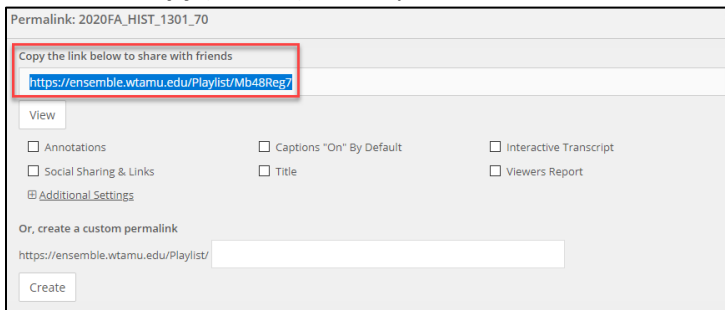 Permalink: 2020FA_HIST_1301_70
Copy the link below to share with friends
https://ensemble.wtamu.edu/Playlist/Mb48Reg7
View
Annotations Captions "On" By Default Interactive Transcript
Social Sharing & Links Title Viewers Report
Additional Settings
Or, create a custom permalink
https://ensemble.wtamu.edu/Playlist/
Create